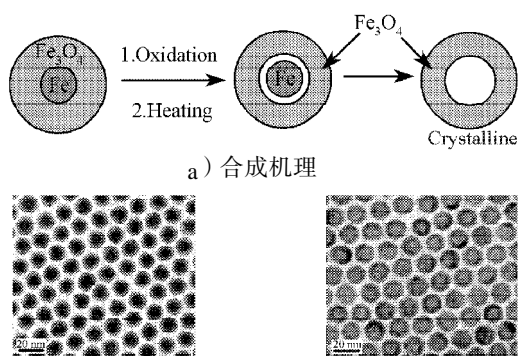 Fe₃O₄
Fe₃O₄
1.Oxidation
Fe
Fe
2.Heating
Crystalline
a）合成机理
20 nm
20 nm